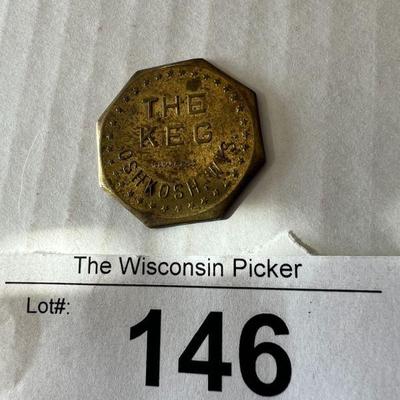 THE
KEG
OSHKOSH, WIS.
The Wisconsin Picker
Lot#:
146